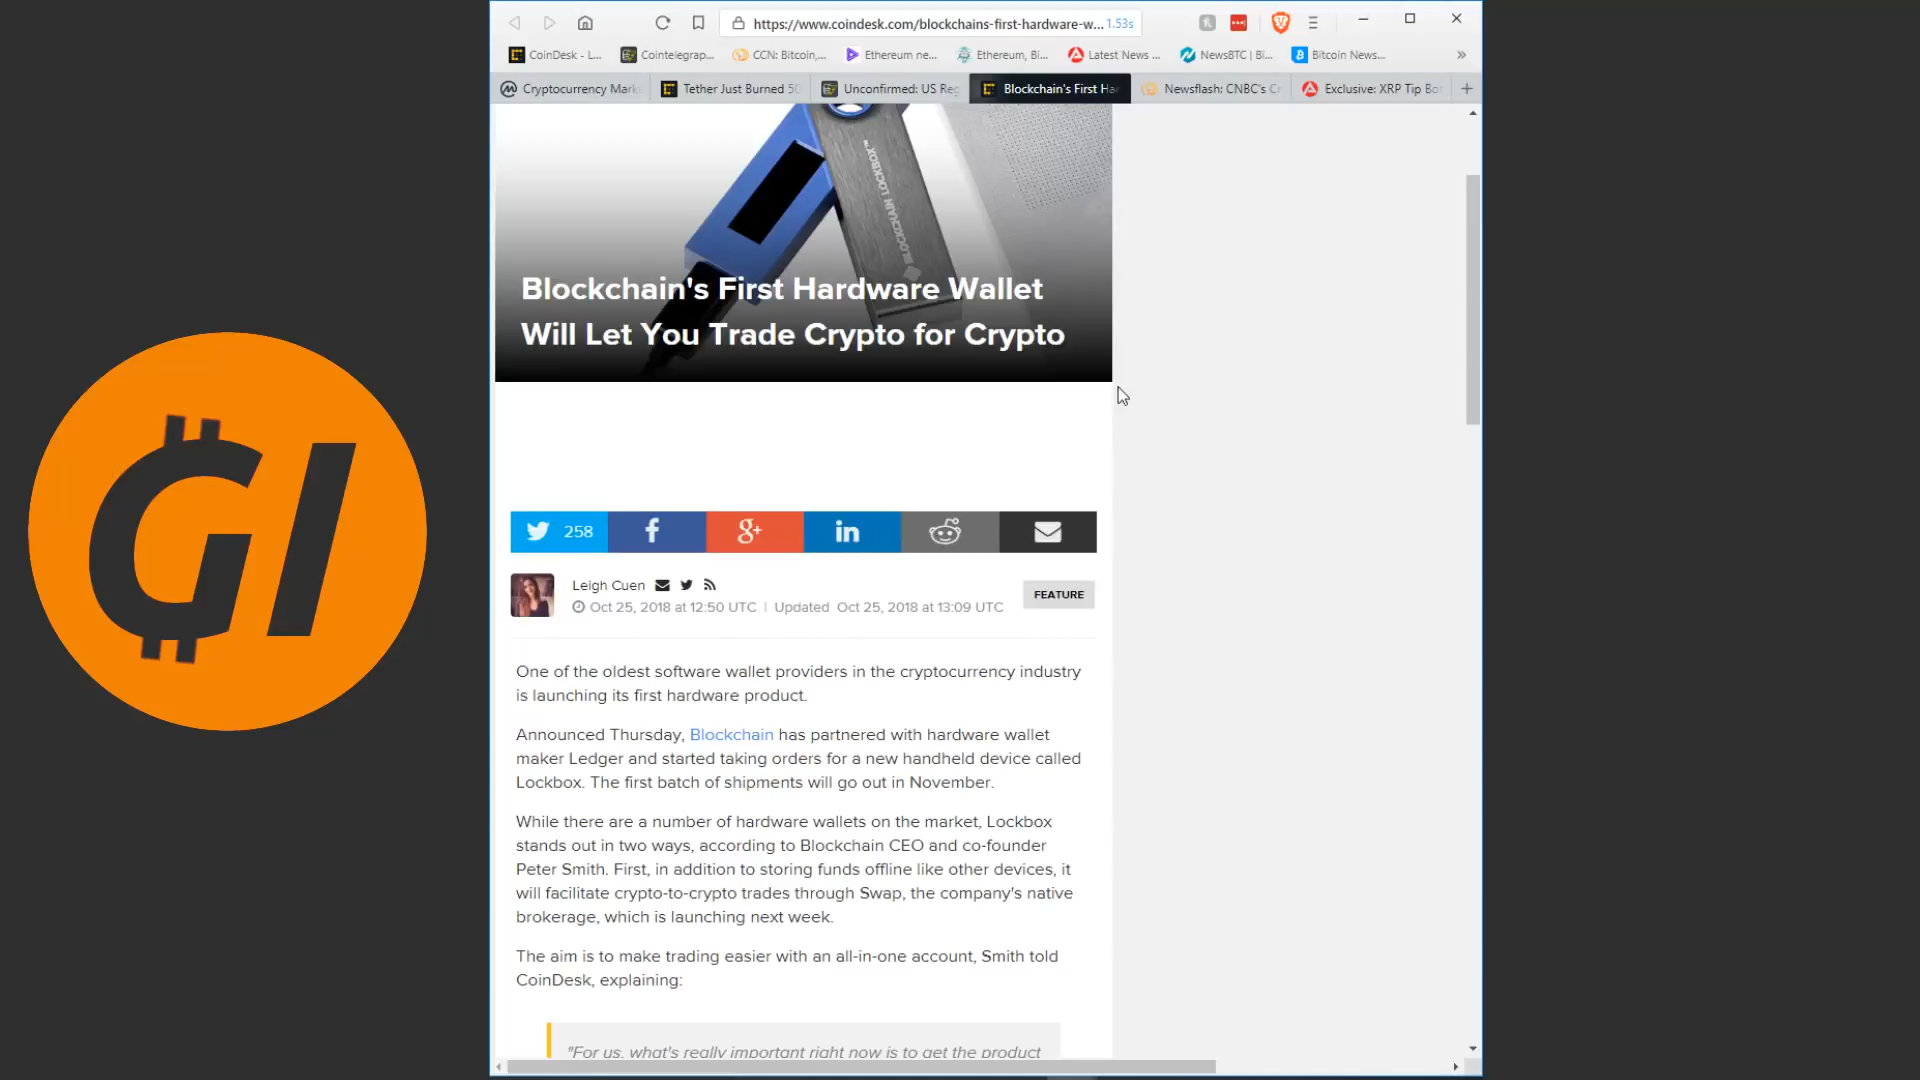 https://www.coindesk.com/blockchains-first-hardware-w... 1.53s
CoinDesk - L...
Cointelegrap...
CCN: Bitcoin,...
Ethereum ne...
Ethereum, Bi...
Latest News ...
NewsBTC | Bi...
Bitcoin News...
Cryptocurrency Mark
Tether Just Burned 50
Unconfirmed: US Reg
Blockchain's First Ha
Newsflash: CNBC's C
Exclusive: XRP Tip Bo
BLOCKCHAIN LOCKBOX™
Blockchain's First Hardware Wallet
Will Let You Trade Crypto for Crypto
GI
258
Leigh Cuen
Oct 25, 2018 at 12:50 UTC | Updated Oct 25, 2018 at 13:09 UTC
FEATURE
One of the oldest software wallet providers in the cryptocurrency industry
is launching its first hardware product.
Announced Thursday, Blockchain has partnered with hardware wallet
maker Ledger and started taking orders for a new handheld device called
Lockbox. The first batch of shipments will go out in November.
While there are a number of hardware wallets on the market, Lockbox
stands out in two ways, according to Blockchain CEO and co-founder
Peter Smith. First, in addition to storing funds offline like other devices, it
will facilitate crypto-to-crypto trades through Swap, the company's native
brokerage, which is launching next week.
The aim is to make trading easier with an all-in-one account, Smith told
CoinDesk, explaining:
"For us, what's really important right now is to get the product